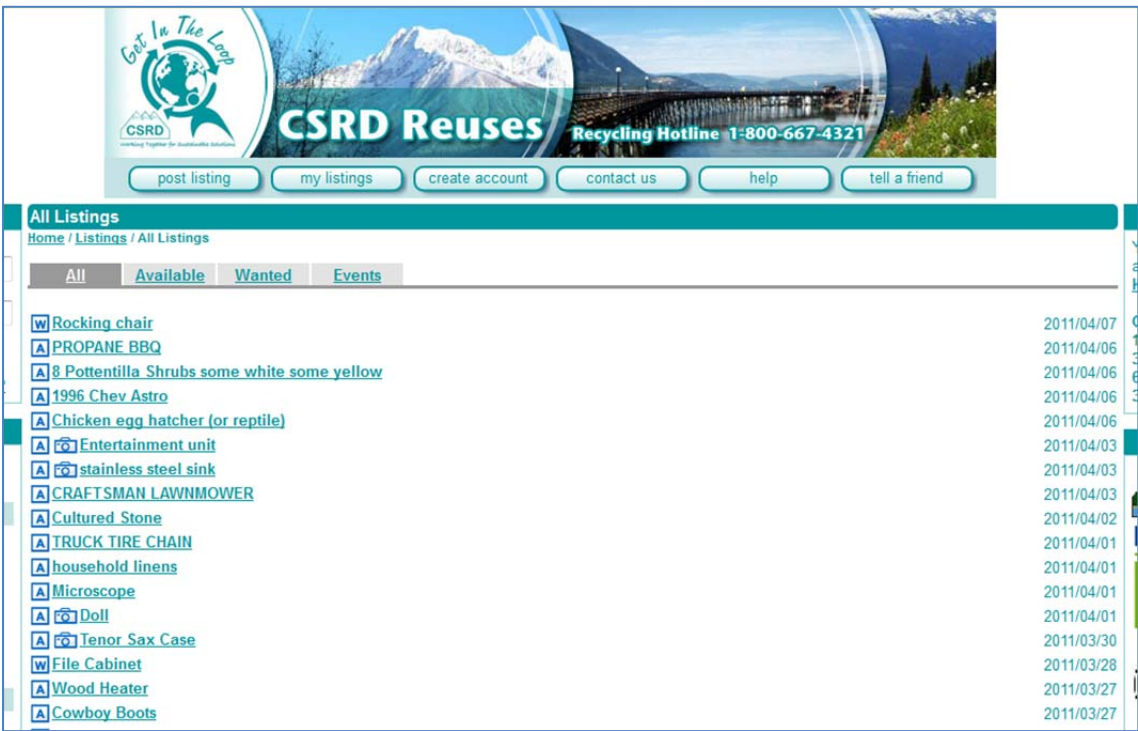 Get In The Loop
CSRD
Working Together for Sustainable Solutions
CSRD Reuses
Recycling Hotline 1-800-667-4321
post listing my listings create account contact us help tell a friend
All Listings
Home / Listings / All Listings
All Available Wanted Events
W Rocking chair 2011/04/07
A PROPANE BBQ 2011/04/06
A 8 Pottentilla Shrubs some white some yellow 2011/04/06
A 1996 Chev Astro 2011/04/06
A Chicken egg hatcher (or reptile) 2011/04/06
A Entertainment unit 2011/04/03
A stainless steel sink 2011/04/03
A CRAFTSMAN LAWNMOWER 2011/04/03
A Cultured Stone 2011/04/02
A TRUCK TIRE CHAIN 2011/04/01
A household linens 2011/04/01
A Microscope 2011/04/01
A Doll 2011/04/01
A Tenor Sax Case 2011/03/30
W File Cabinet 2011/03/28
A Wood Heater 2011/03/27
A Cowboy Boots 2011/03/27